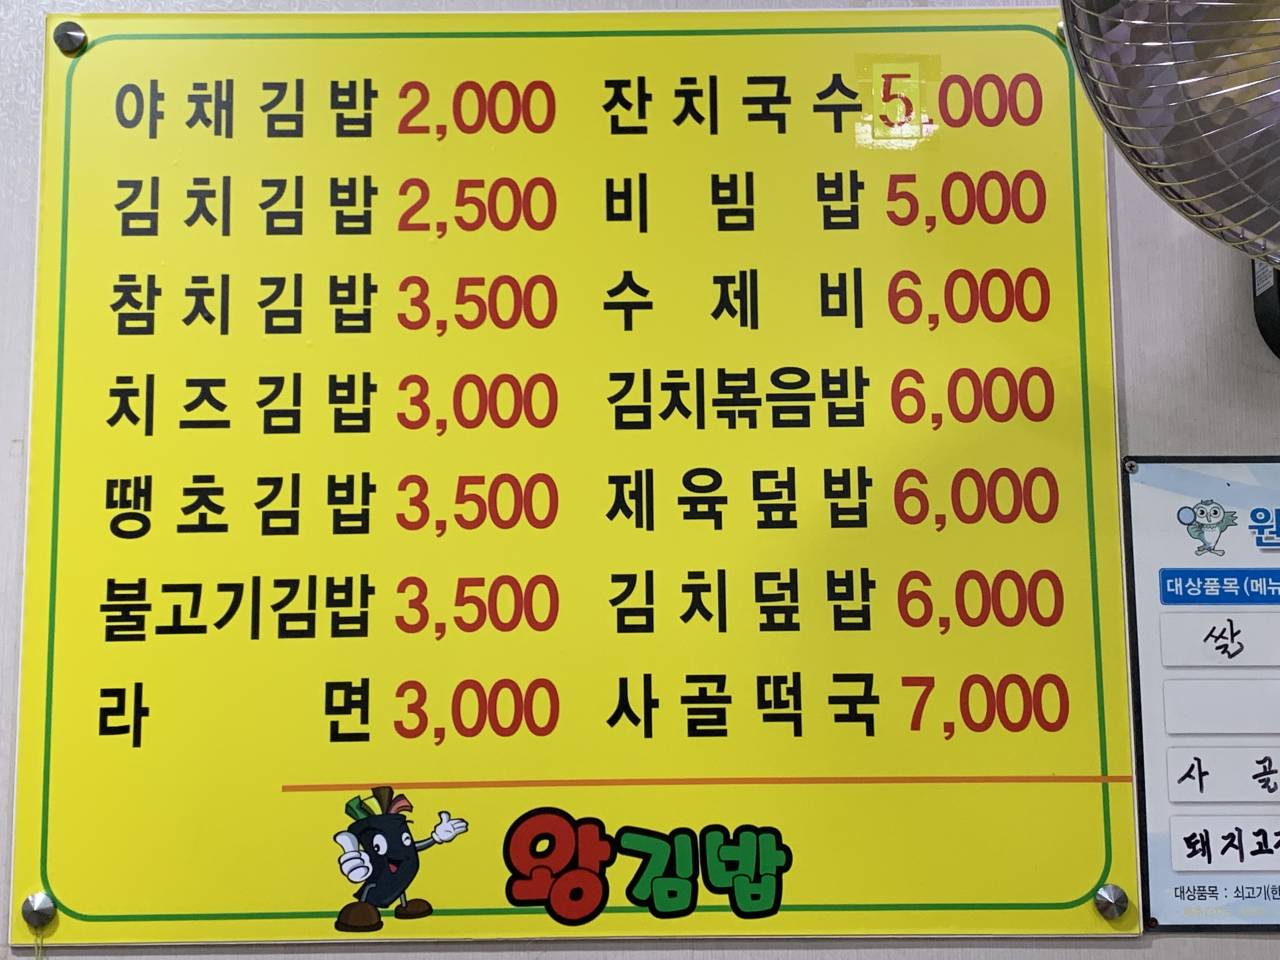 야채김밥 2,000
김치김밥 2,500
참치김밥 3,500
치즈김밥 3,000
땡초김밥 3,500
불고기김밥 3,500
라면 3,000
잔치국수 5,000
비빔밥 5,000
수제비 6,000
김치볶음밥 6,000
제육덮밥 6,000
김치덮밥 6,000
사골떡국 7,000
왕김밥
원
대상품목(메뉴
쌀
사골
돼지고
대상품목 : 쇠고기(한